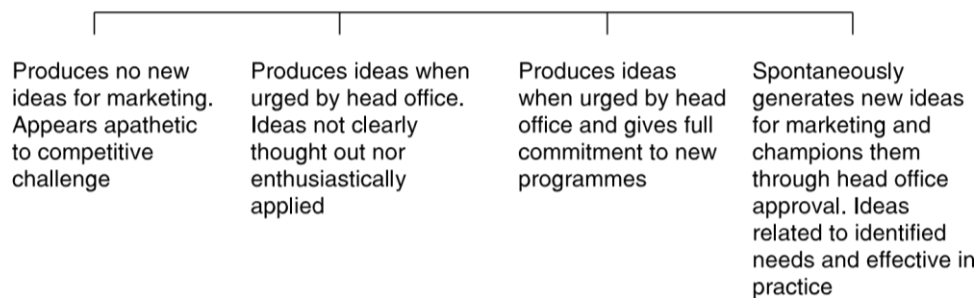 Produces no new
ideas for marketing.
Appears apathetic
to competitive
challenge
Produces ideas when
urged by head office.
Ideas not clearly
thought out nor
enthusiastically
applied
Produces ideas
when urged by head
office and gives full
commitment to new
programmes
Spontaneously
generates new ideas
for marketing and
champions them
through head office
approval. Ideas
related to identified
needs and effective in
practice